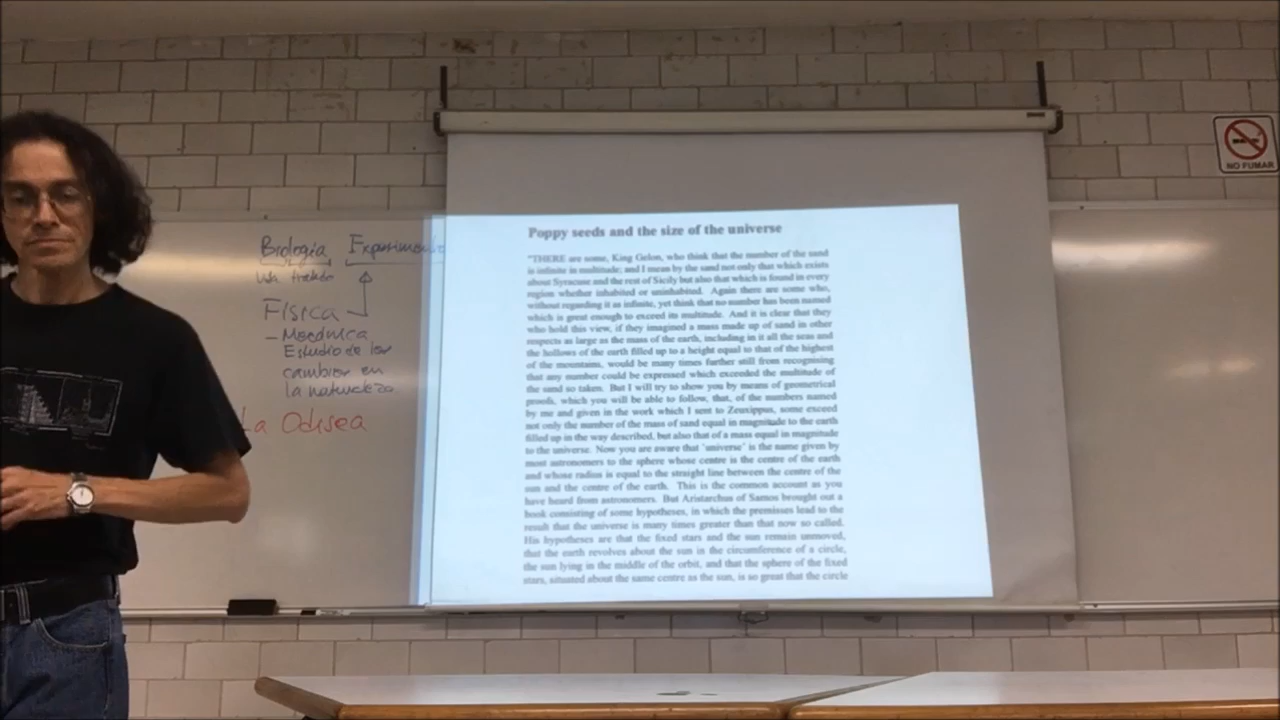 Biología Experimental
Física
- Mecánica
Estudio de los
cambios en
la naturaleza
La Odisea
Poppy seeds and the size of the universe
"THERE are some, King Gelon, who think that the number of the sand
is infinite in multitude; and I mean by the sand not only that which exists
about Syracuse and the rest of Sicily but also that which is found in every
region whether inhabited or uninhabited. Again there are some who,
without regarding it as infinite, yet think that no number has been named
which is great enough to exceed its multitude. And it is clear that they
who hold this view, if they imagined a mass made up of sand in other
respects as large as the mass of the earth, including in it all the seas and
the hollows of the earth filled up to a height equal to that of the highest
of the mountains, would be many times further still from recognising
that any number could be expressed which exceeded the multitude of
the sand so taken. But I will try to show you by means of geometrical
proofs, which you will be able to follow, that, of the numbers named
by me and given in the work which I sent to Zeuxippus, some exceed
not only the number of the mass of sand equal in magnitude to the earth
filled up in the way described, but also that of a mass equal in magnitude
to the universe. Now you are aware that 'universe' is the name given by
most astronomers to the sphere whose centre is the centre of the earth
and whose radius is equal to the straight line between the centre of the
sun and the centre of the earth. This is the common account as you
have heard from astronomers. But Aristarchus of Samos brought out a
book consisting of some hypotheses, in which the premisses lead to the
result that the universe is many times greater than that now so called.
His hypotheses are that the fixed stars and the sun remain unmoved,
that the earth revolves about the sun in the circumference of a circle,
the sun lying in the middle of the orbit, and that the sphere of the fixed
stars, situated about the same centre as the sun, is so great that the circle
NO FUMAR